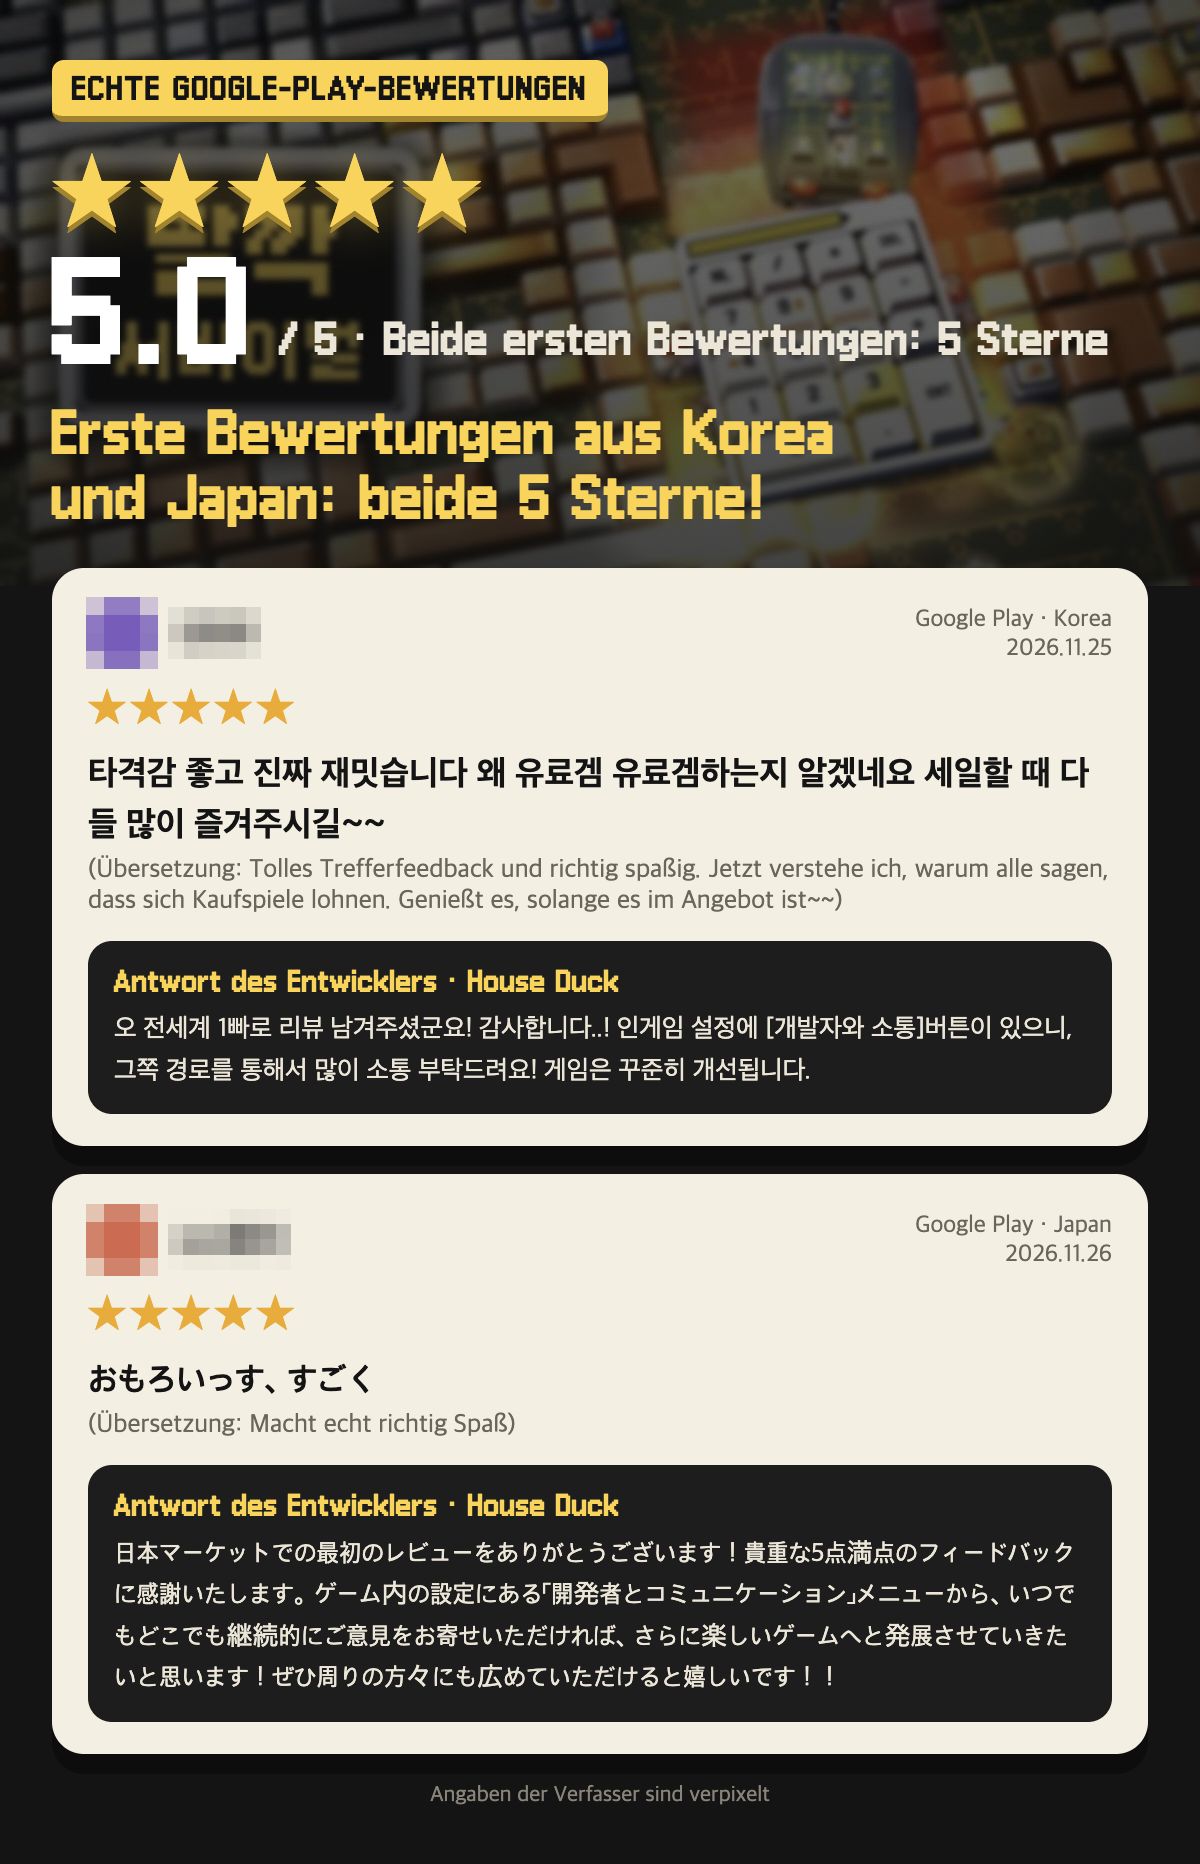 ECHTE GOOGLE-PLAY-BEWERTUNGEN
5.0 / 5 · Beide ersten Bewertungen: 5 Sterne
Erste Bewertungen aus Korea
und Japan: beide 5 Sterne!
Google Play · Korea
2026.11.25
타격감 좋고 진짜 재밋습니다 왜 유료겜 유료겜하는지 알겠네요 세일할 때 다
들 많이 즐겨주시길~~
(Übersetzung: Tolles Trefferfeedback und richtig spaßig. Jetzt verstehe ich, warum alle sagen,
dass sich Kaufspiele lohnen. Genießt es, solange es im Angebot ist~~)
Antwort des Entwicklers · House Duck
오 전세계 1빠로 리뷰 남겨주셨군요! 감사합니다..! 인게임 설정에 [개발자와 소통]버튼이 있으니,
그쪽 경로를 통해서 많이 소통 부탁드려요! 게임은 꾸준히 개선됩니다.
Google Play · Japan
2026.11.26
おもろいっす、すごく
(Übersetzung: Macht echt richtig Spaß)
Antwort des Entwicklers · House Duck
日本マーケットでの最初のレビューをありがとうございます！貴重な5点満点のフィードバック
に感謝いたします。ゲーム内の設定にある「開発者とコミュニケーション」メニューから、いつで
もどこでも継続的にご意見をお寄せいただければ、さらに楽しいゲームへと発展させていきた
いと思います！ぜひ周りの方々にも広めていただけると嬉しいです！！
Angaben der Verfasser sind verpixelt